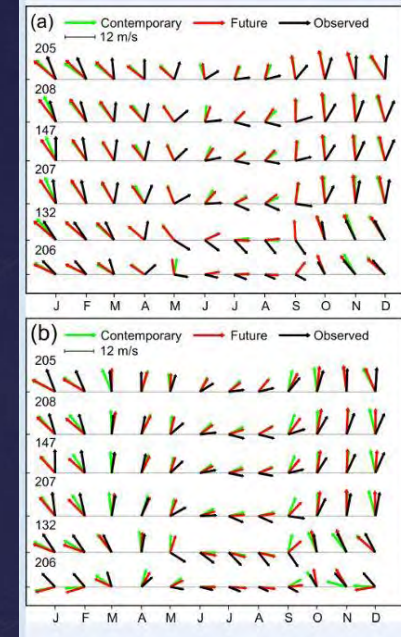 (a)
Contemporary Future Observed
12 m/s
205
208
147
207
132
206
J F M A M J J A S O N D
(b)
Contemporary Future Observed
12 m/s
205
208
147
207
132
206
J F M A M J J A S O N D